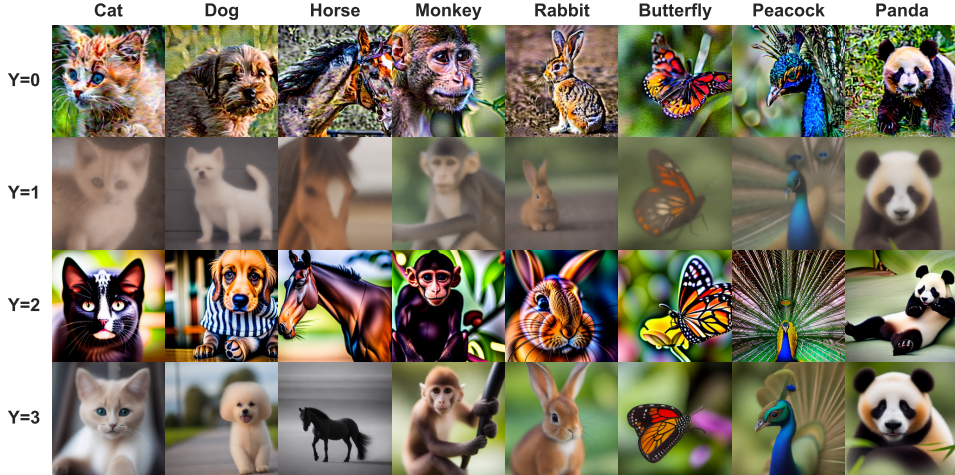 Cat Dog Horse Monkey Rabbit Butterfly Peacock Panda
Y=0
Y=1
Y=2
Y=3